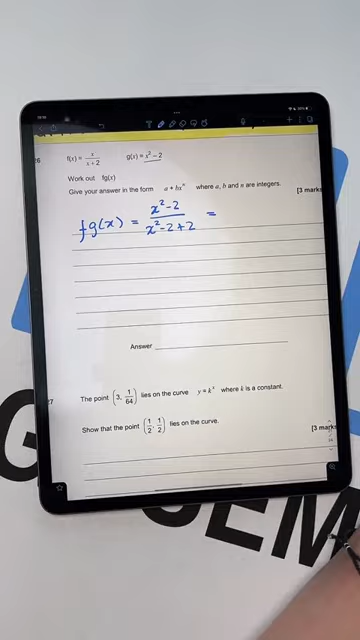 26 f(x) = x/(x + 2) g(x) = x² − 2
Work out fg(x)
Give your answer in the form a + bxⁿ where a, b and n are integers.
[3 marks
fg(x) = (x² − 2)/(x² − 2 + 2) =
Answer
27 The point (3, 1/64) lies on the curve y = kˣ where k is a constant.
Show that the point (1/2, 1/2) lies on the curve.
[3 marks